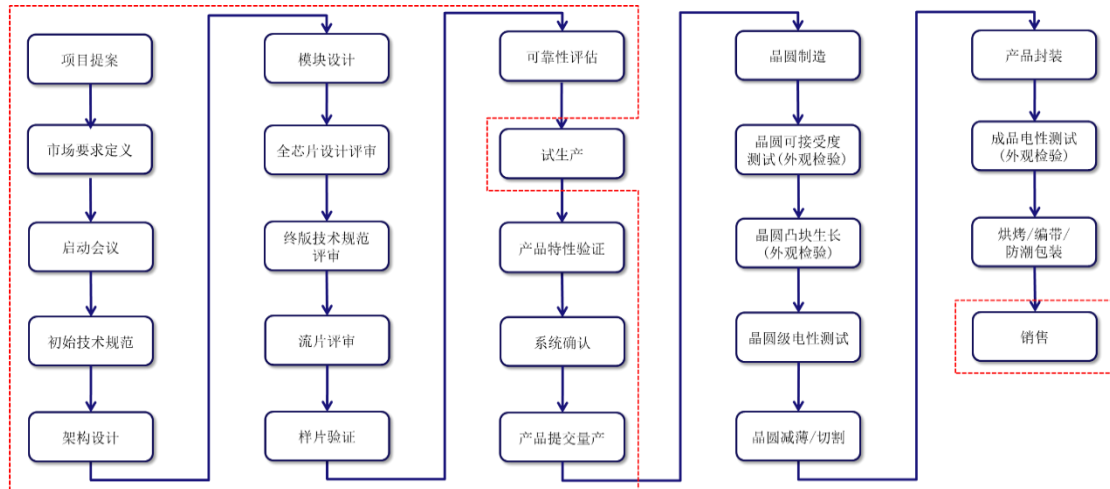 项目提案
市场要求定义
启动会议
初始技术规范
架构设计
模块设计
全芯片设计评审
终版技术规范
评审
流片评审
样片验证
可靠性评估
试生产
产品特性验证
系统确认
产品提交量产
晶圆制造
晶圆可接受度
测试(外观检验)
晶圆凸块生长
(外观检验)
晶圆级电性测试
晶圆减薄/切割
产品封装
成品电性测试
(外观检验)
烘烤/编带/
防潮包装
销售